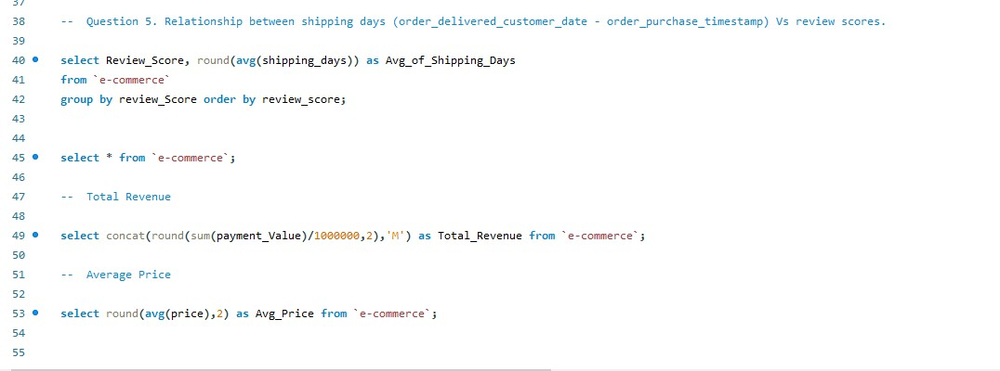 37
38 -- Question 5. Relationship between shipping days (order_delivered_customer_date - order_purchase_timestamp) Vs review scores.
39
40 select Review_Score, round(avg(shipping_days)) as Avg_of_Shipping_Days
41 from `e-commerce`
42 group by review_Score order by review_score;
43
44
45 select * from `e-commerce`;
46
47 -- Total Revenue
48
49 select concat(round(sum(payment_Value)/1000000,2),'M') as Total_Revenue from `e-commerce`;
50
51 -- Average Price
52
53 select round(avg(price),2) as Avg_Price from `e-commerce`;
54
55